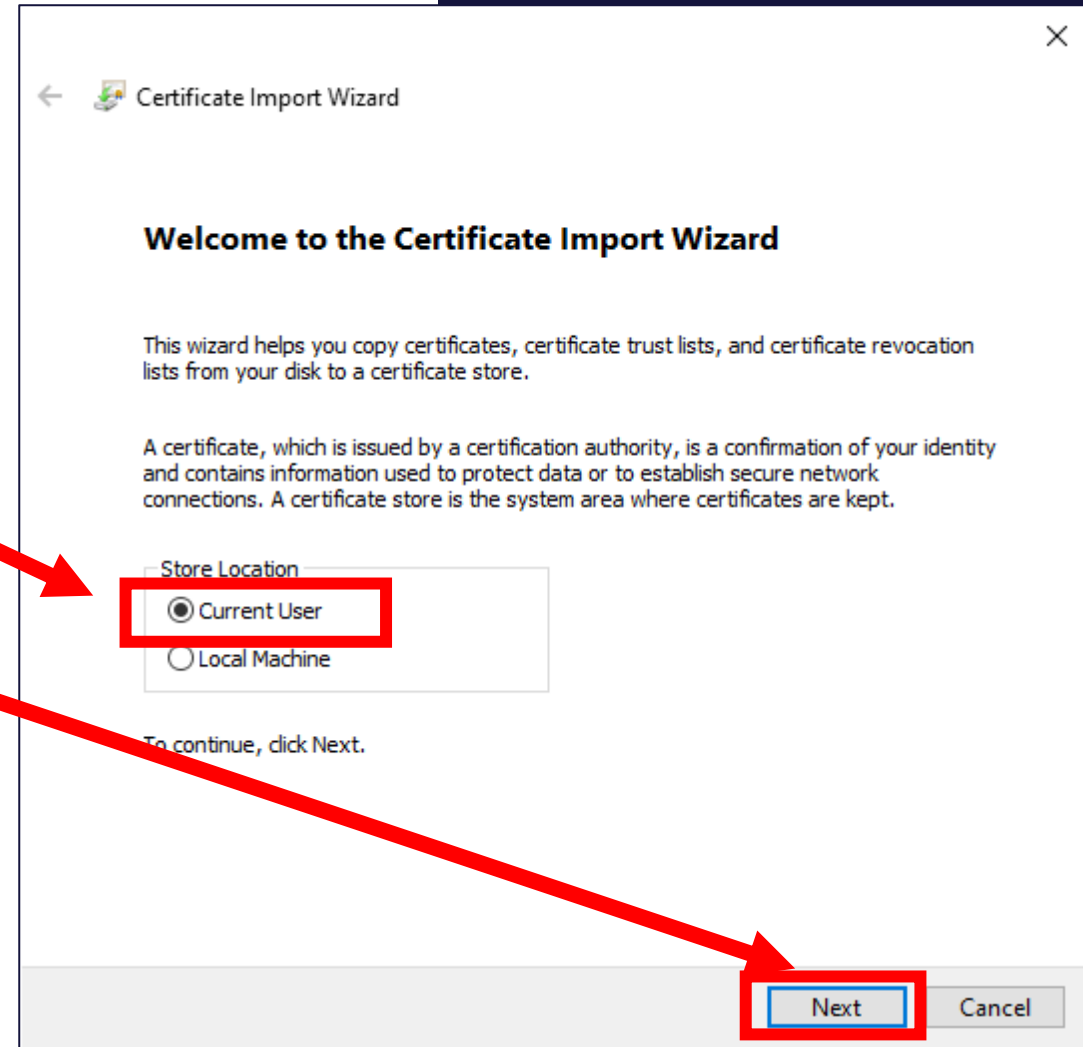 Certificate Import Wizard
Welcome to the Certificate Import Wizard
This wizard helps you copy certificates, certificate trust lists, and certificate revocation
lists from your disk to a certificate store.
A certificate, which is issued by a certification authority, is a confirmation of your identity
and contains information used to protect data or to establish secure network
connections. A certificate store is the system area where certificates are kept.
Store Location
Current User
Local Machine
To continue, click Next.
Next Cancel